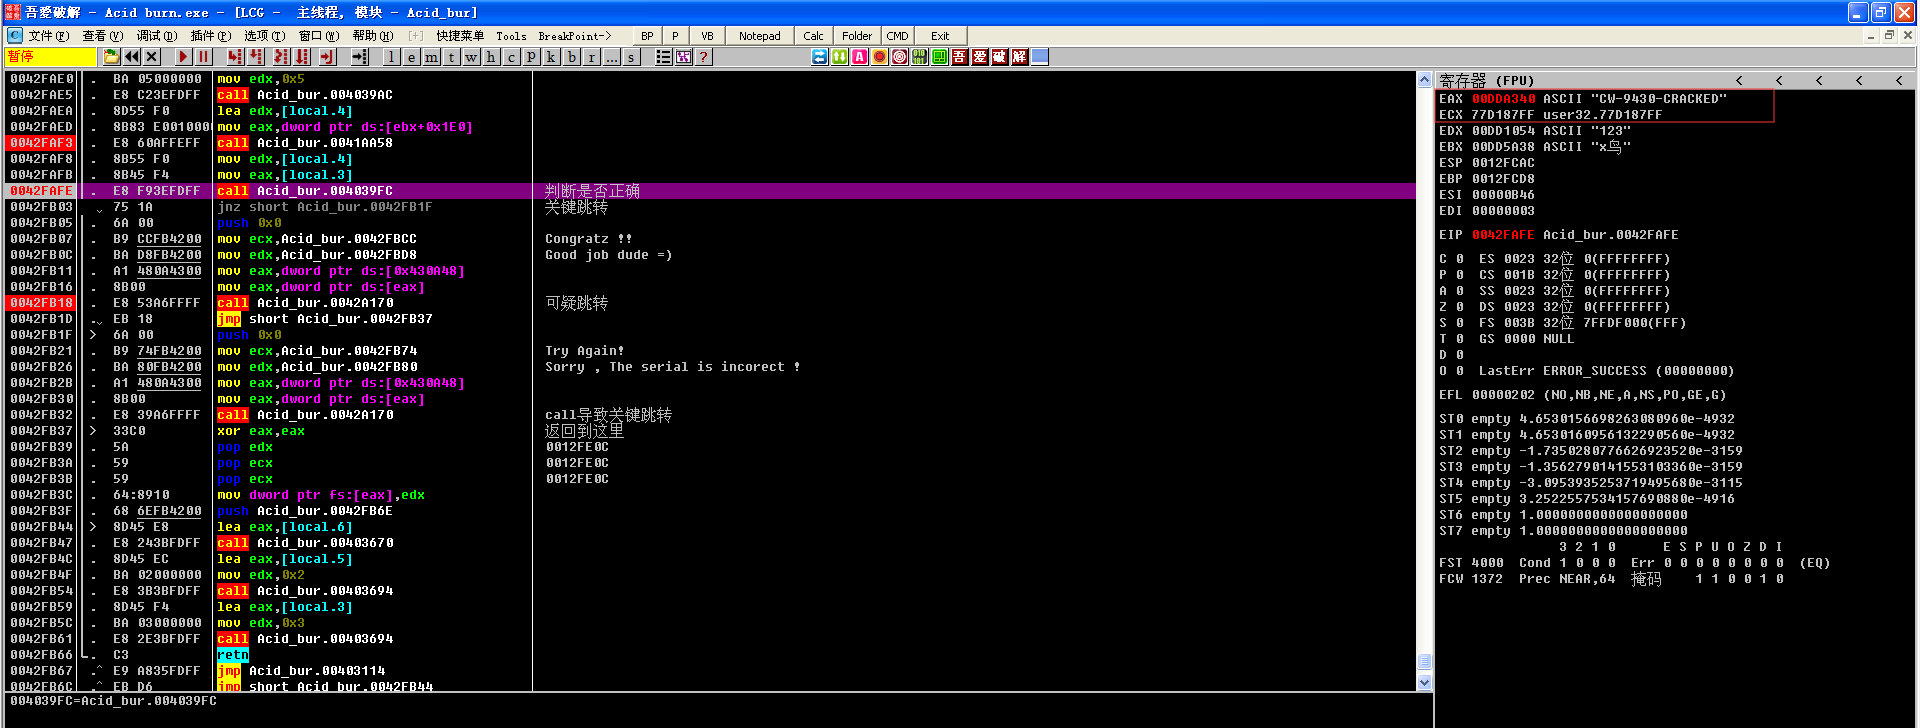 吾愛破解 - Acid burn.exe - [LCG -  主线程, 模块 - Acid_bur]
文件(F) 查看(V) 调试(D) 插件(P) 选项(T) 窗口(W) 帮助(H) [+] 快捷菜单 Tools BreakPoint-> BP P VB Notepad Calc Folder CMD Exit
暂停 l e m t w h c p k b r ... s ? A 吾 爱 破 解
0042FAE0 . BA 05000000 mov edx,0x5
0042FAE5 . E8 C23EFDFF call Acid_bur.004039AC
0042FAEA . 8D55 F0 lea edx,[local.4]
0042FAED . 8B83 E0010000 mov eax,dword ptr ds:[ebx+0x1E0]
0042FAF3 . E8 60AFFEFF call Acid_bur.0041AA58
0042FAF8 . 8B55 F0 mov edx,[local.4]
0042FAFB . 8B45 F4 mov eax,[local.3]
0042FAFE . E8 F93EFDFF call Acid_bur.004039FC 判断是否正确
0042FB03 . 75 1A jnz short Acid_bur.0042FB1F 关键跳转
0042FB05 . 6A 00 push 0x0
0042FB07 . B9 CCFB4200 mov ecx,Acid_bur.0042FBCC Congratz !!
0042FB0C . BA D8FB4200 mov edx,Acid_bur.0042FBD8 Good job dude =)
0042FB11 . A1 480A4300 mov eax,dword ptr ds:[0x430A48]
0042FB16 . 8B00 mov eax,dword ptr ds:[eax]
0042FB18 . E8 53A6FFFF call Acid_bur.0042A170 可疑跳转
0042FB1D . EB 18 jmp short Acid_bur.0042FB37
0042FB1F > 6A 00 push 0x0
0042FB21 . B9 74FB4200 mov ecx,Acid_bur.0042FB74 Try Again!
0042FB26 . BA 80FB4200 mov edx,Acid_bur.0042FB80 Sorry , The serial is incorect !
0042FB2B . A1 480A4300 mov eax,dword ptr ds:[0x430A48]
0042FB30 . 8B00 mov eax,dword ptr ds:[eax]
0042FB32 . E8 39A6FFFF call Acid_bur.0042A170 call导致关键跳转
0042FB37 > 33C0 xor eax,eax 返回到这里
0042FB39 . 5A pop edx 0012FE0C
0042FB3A . 59 pop ecx 0012FE0C
0042FB3B . 59 pop ecx 0012FE0C
0042FB3C . 64:8910 mov dword ptr fs:[eax],edx
0042FB3F . 68 6EFB4200 push Acid_bur.0042FB6E
0042FB44 > 8D45 E8 lea eax,[local.6]
0042FB47 . E8 243BFDFF call Acid_bur.00403670
0042FB4C . 8D45 EC lea eax,[local.5]
0042FB4F . BA 02000000 mov edx,0x2
0042FB54 . E8 3B3BFDFF call Acid_bur.00403694
0042FB59 . 8D45 F4 lea eax,[local.3]
0042FB5C . BA 03000000 mov edx,0x3
0042FB61 . E8 2E3BFDFF call Acid_bur.00403694
0042FB66 . C3 retn
0042FB67 .^ E9 A835FDFF jmp Acid_bur.00403114
0042FB6C .^ EB D6 jmp short Acid_bur.0042FB44
004039FC=Acid_bur.004039FC
寄存器 (FPU) < < < < <
EAX 00DDA340 ASCII "CW-9430-CRACKED"
ECX 77D187FF user32.77D187FF
EDX 00DD1054 ASCII "123"
EBX 00DD5A38 ASCII "x鸟"
ESP 0012FCAC
EBP 0012FCD8
ESI 00000B46
EDI 00000003
EIP 0042FAFE Acid_bur.0042FAFE
C 0 ES 0023 32位 0(FFFFFFFF)
P 0 CS 001B 32位 0(FFFFFFFF)
A 0 SS 0023 32位 0(FFFFFFFF)
Z 0 DS 0023 32位 0(FFFFFFFF)
S 0 FS 003B 32位 7FFDF000(FFF)
T 0 GS 0000 NULL
D 0
O 0 LastErr ERROR_SUCCESS (00000000)
EFL 00000202 (NO,NB,NE,A,NS,PO,GE,G)
ST0 empty 4.6530156698263080960e-4932
ST1 empty 4.6530160956132290560e-4932
ST2 empty -1.7350280776626923520e-3159
ST3 empty -1.3562790141553103360e-3159
ST4 empty -3.0953935253719495680e-3115
ST5 empty 3.2522557534157690880e-4916
ST6 empty 1.0000000000000000000
ST7 empty 1.0000000000000000000
3 2 1 0 E S P U O Z D I
FST 4000 Cond 1 0 0 0 Err 0 0 0 0 0 0 0 0 (EQ)
FCW 1372 Prec NEAR,64 掩码 1 1 0 0 1 0